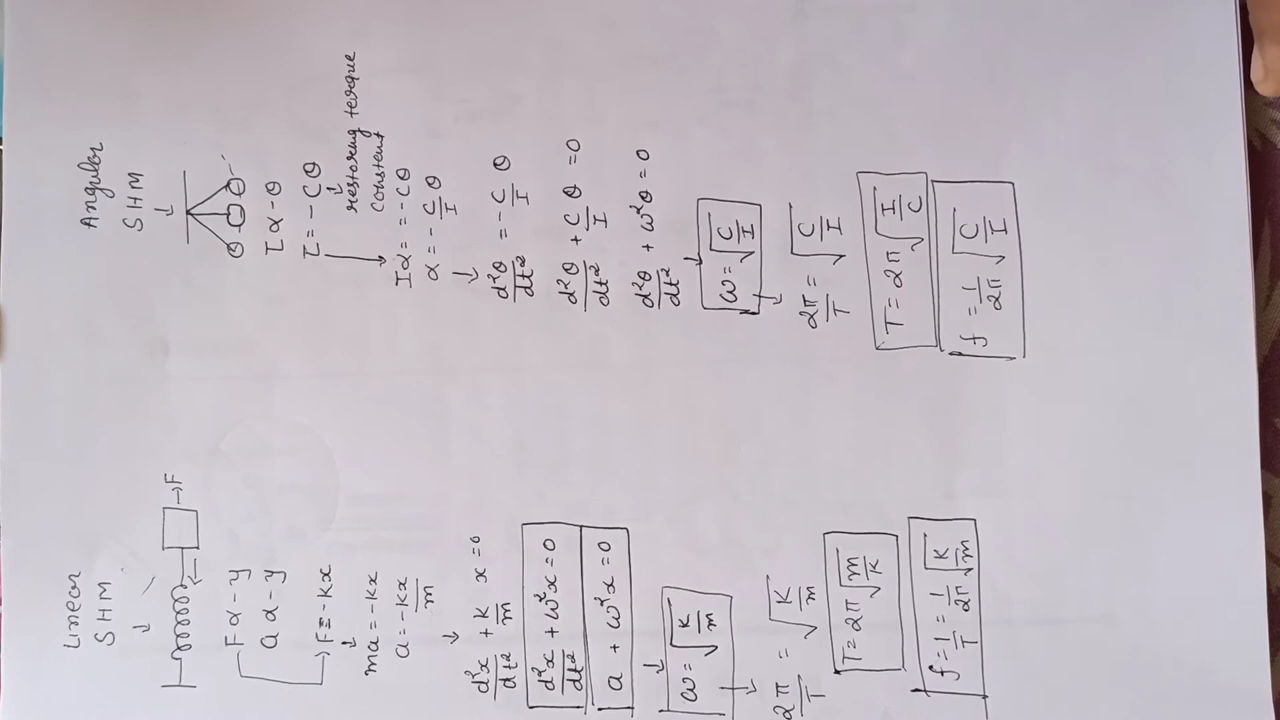 Linear
SHM
↓
→F
F α -y
a α -y
F = -kx
↓
ma = -kx
a = -kx/m
↓
d²x/dt² + k/m x = 0
d²x/dt² + ω²x = 0
a + ω²x = 0
↓
ω = √(k/m)
↓
2π/T = √(k/m)
T = 2π√(m/k)
f = 1/T = 1/2π √(k/m)
Angular
SHM
↓
τ α -θ
τ = -Cθ
↓
restoring torque
constent
Iα = -Cθ
α = -C/I θ
↓
d²θ/dt² = -C/I θ
d²θ/dt² + C/I θ = 0
d²θ/dt² + ω²θ = 0
↓
ω = √(C/I)
↓
2π/T = √(C/I)
T = 2π√(I/C)
f = 1/2π √(C/I)